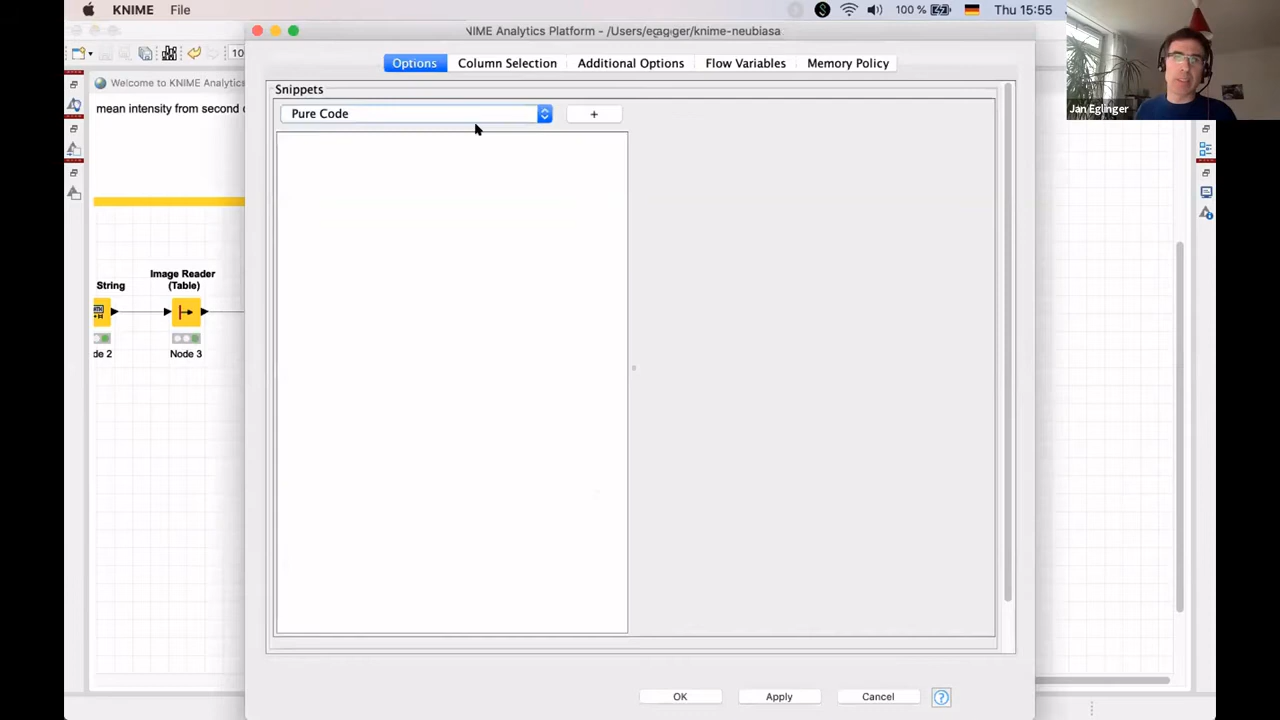 KNIME File
100 %
Thu 15:55
NIME Analytics Platform - /Users/egagger/knime-neubiasa
10
Options Column Selection Additional Options Flow Variables Memory Policy
Welcome to KNIME Analytics
Snippets
mean intensity from second
Pure Code
+
Jan Eglinger
Image Reader
(Table)
String
de 2
Node 3
OK Apply Cancel ?